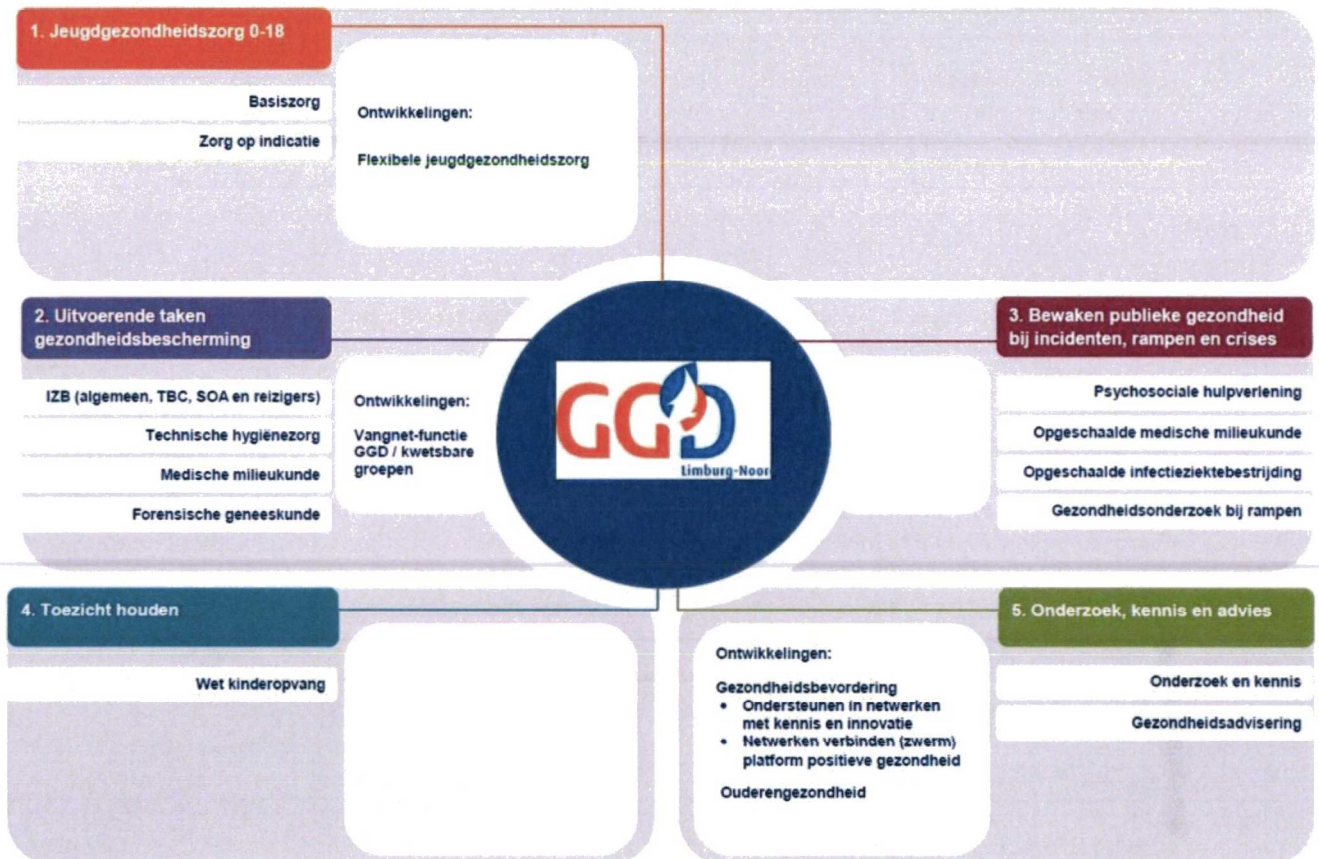 1. Jeugdgezondheidszorg 0-18
Basiszorg
Zorg op indicatie
Ontwikkelingen:
Flexibele jeugdgezondheidszorg
2. Uitvoerende taken
gezondheidsbescherming
IZB (algemeen, TBC, SOA en reizigers)
Technische hygiënezorg
Medische milieukunde
Forensische geneeskunde
Ontwikkelingen:
Vangnet-functie
GGD / kwetsbare
groepen
GGD
Limburg-Noor
3. Bewaken publieke gezondheid
bij incidenten, rampen en crises
Psychosociale hulpverlening
Opgeschaalde medische milieukunde
Opgeschaalde infectieziektebestrijding
Gezondheidsonderzoek bij rampen
4. Toezicht houden
Wet kinderopvang
Ontwikkelingen:
Gezondheidsbevordering
• Ondersteunen in netwerken
met kennis en innovatie
• Netwerken verbinden (zwerm)
platform positieve gezondheid
Ouderengezondheid
5. Onderzoek, kennis en advies
Onderzoek en kennis
Gezondheidsadvisering